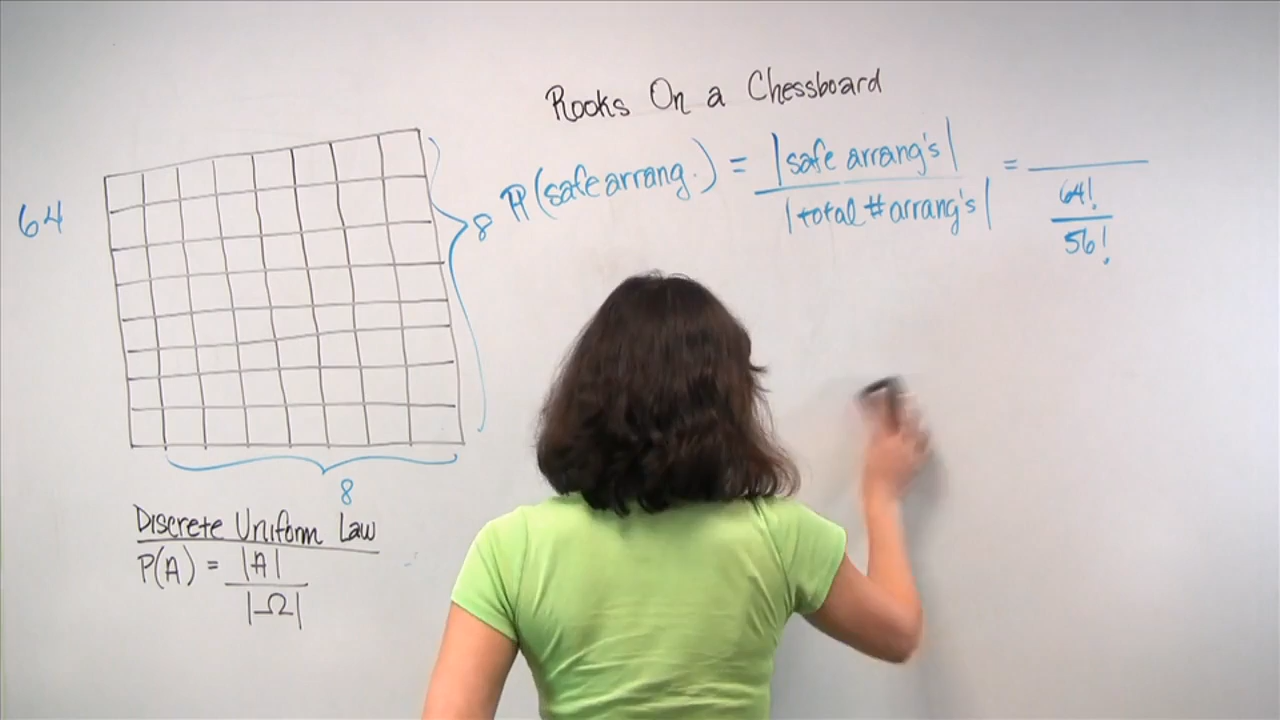 Rooks On a Chessboard
64
8
8
ℙ(safe arrang.) = |safe arrang's| / |total # arrang's| = / 64! / 56!
Discrete Uniform Law
P(A) = |A|
|Ω|